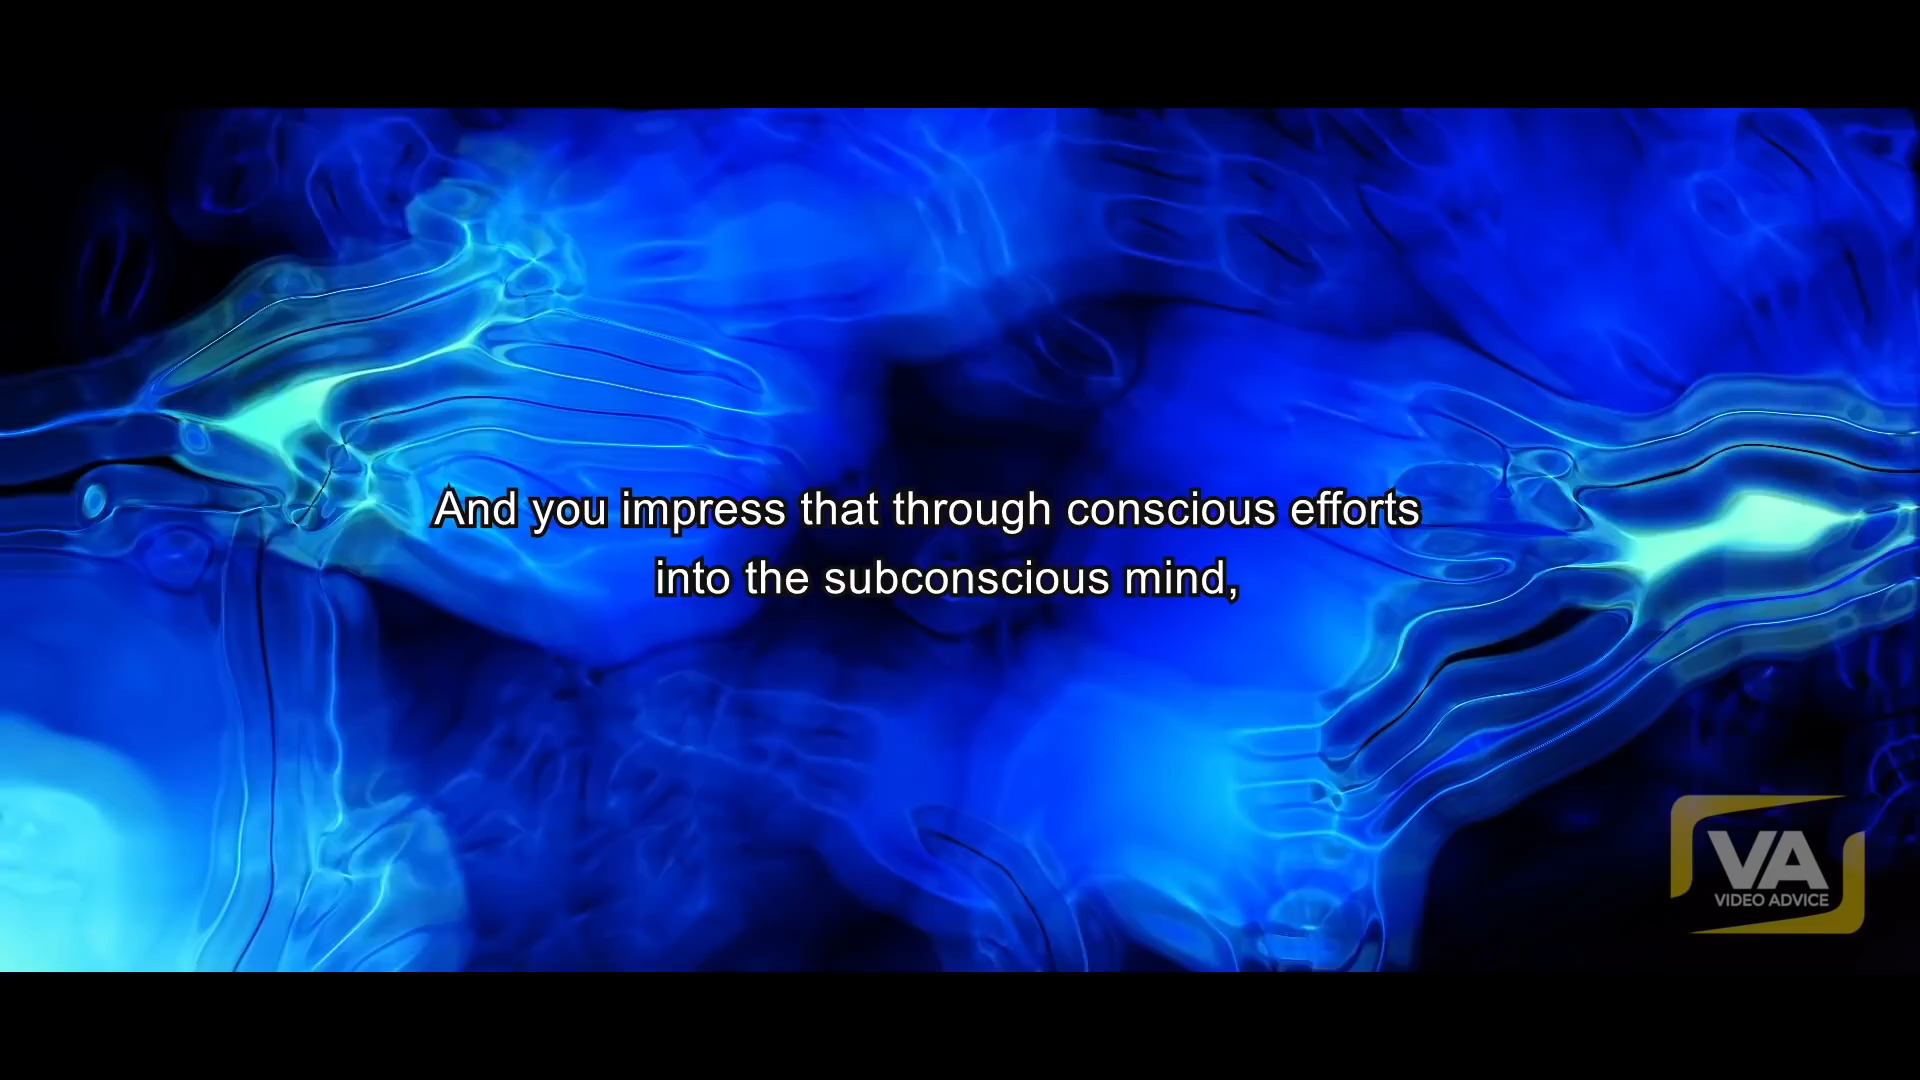 And you impress that through conscious efforts
into the subconscious mind,
VA
VIDEO ADVICE